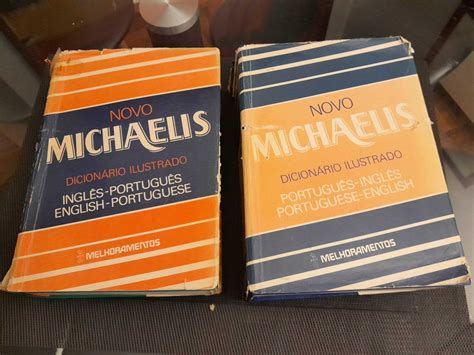 NOVO
MICHAELIS
DICIONÁRIO ILUSTRADO
INGLÊS-PORTUGUÊS
ENGLISH-PORTUGUESE
MELHORAMENTOS
NOVO
MICHAELIS
DICIONÁRIO ILUSTRADO
PORTUGUÊS-INGLÊS
PORTUGUESE-ENGLISH
MELHORAMENTOS